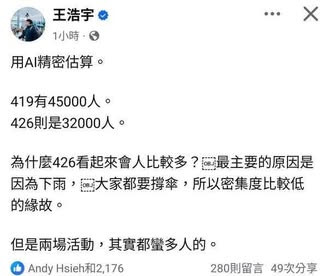 王浩宇
1小時 ·
用AI精密估算。
419有45000人。
426則是32000人。
為什麼426看起來會人比較多？￼最主要的原因是
因為下雨，￼大家都要撐傘，所以密集度比較低
的緣故。
但是兩場活動，其實都蠻多人的。
Andy Hsieh和2,176
280則留言 49次分享